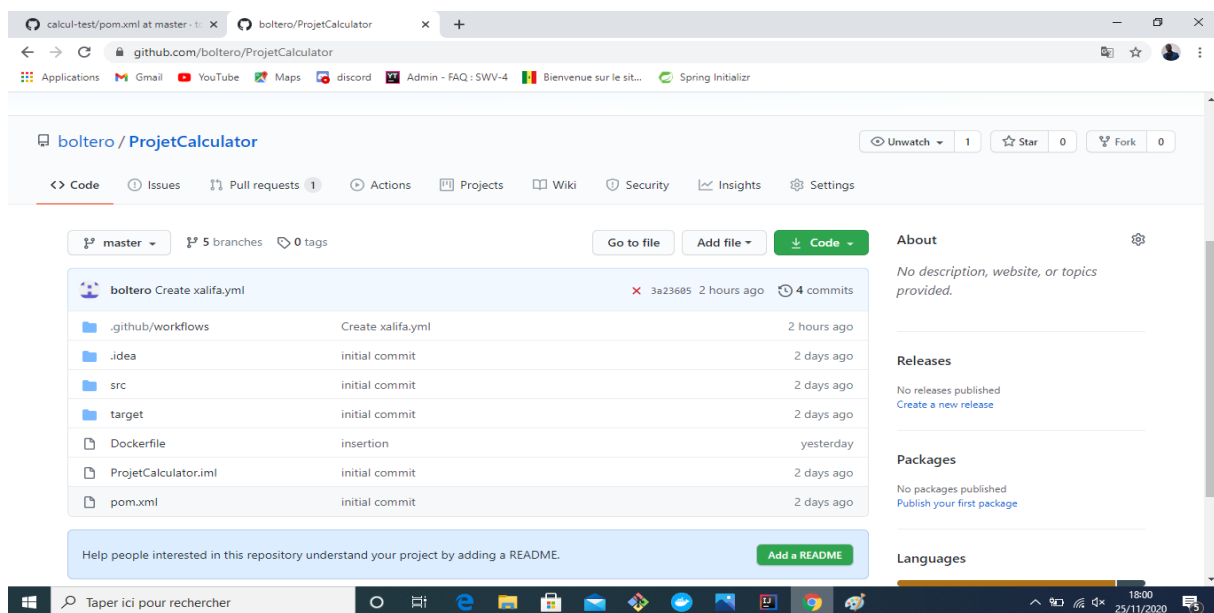 calcul-test/pom.xml at master · to
boltero/ProjetCalculator
github.com/boltero/ProjetCalculator
Applications Gmail YouTube Maps discord Admin - FAQ : SWV-4 Bienvenue sur le sit... Spring Initializr
boltero / ProjetCalculator
Unwatch 1 Star 0 Fork 0
Code Issues Pull requests 1 Actions Projects Wiki Security Insights Settings
master 5 branches 0 tags
Go to file Add file Code
boltero Create xalifa.yml 3a23605 2 hours ago 4 commits
.github/workflows Create xalifa.yml 2 hours ago
.idea initial commit 2 days ago
src initial commit 2 days ago
target initial commit 2 days ago
Dockerfile insertion yesterday
ProjetCalculator.iml initial commit 2 days ago
pom.xml initial commit 2 days ago
Help people interested in this repository understand your project by adding a README. Add a README
About
No description, website, or topics
provided.
Releases
No releases published
Create a new release
Packages
No packages published
Publish your first package
Languages
Taper ici pour rechercher
18:00
25/11/2020
5